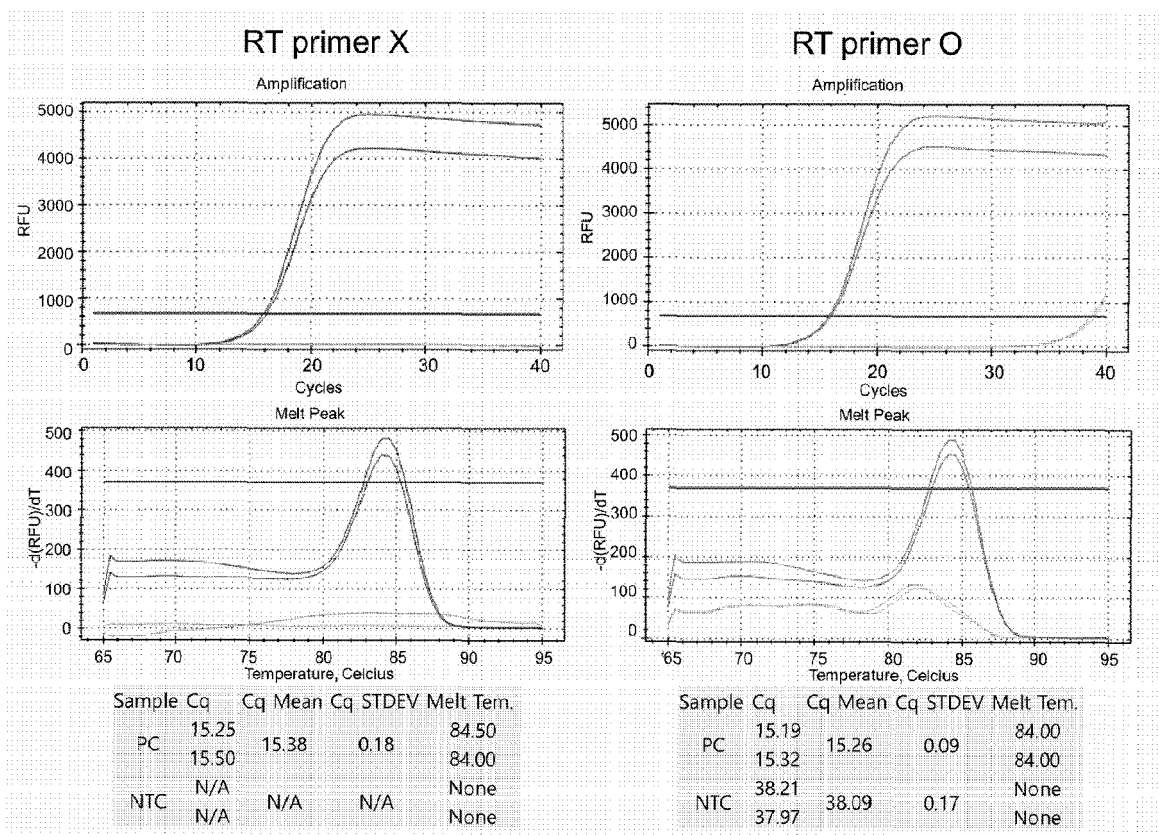 RT primer X
Amplification
5000
4000
3000
2000
1000
0
RFU
0 10 20 30 40
Cycles
Melt Peak
500
400
300
200
100
0
-d(RFU)/dT
65 70 75 80 85 90 95
Temperature, Celcius
Sample Cq Cq Mean Cq STDEV Melt Tem.
PC 15.25 15.38 0.18 84.50
15.50 84.00
NTC N/A N/A N/A None
N/A None
RT primer O
Amplification
5000
4000
3000
2000
1000
0
RFU
0 10 20 30 40
Cycles
Melt Peak
500
400
300
200
100
0
-d(RFU)/dT
65 70 75 80 85 90 95
Temperature, Celcius
Sample Cq Cq Mean Cq STDEV Melt Tem.
PC 15.19 15.26 0.09 84.00
15.32 84.00
NTC 38.21 38.09 0.17 None
37.97 None